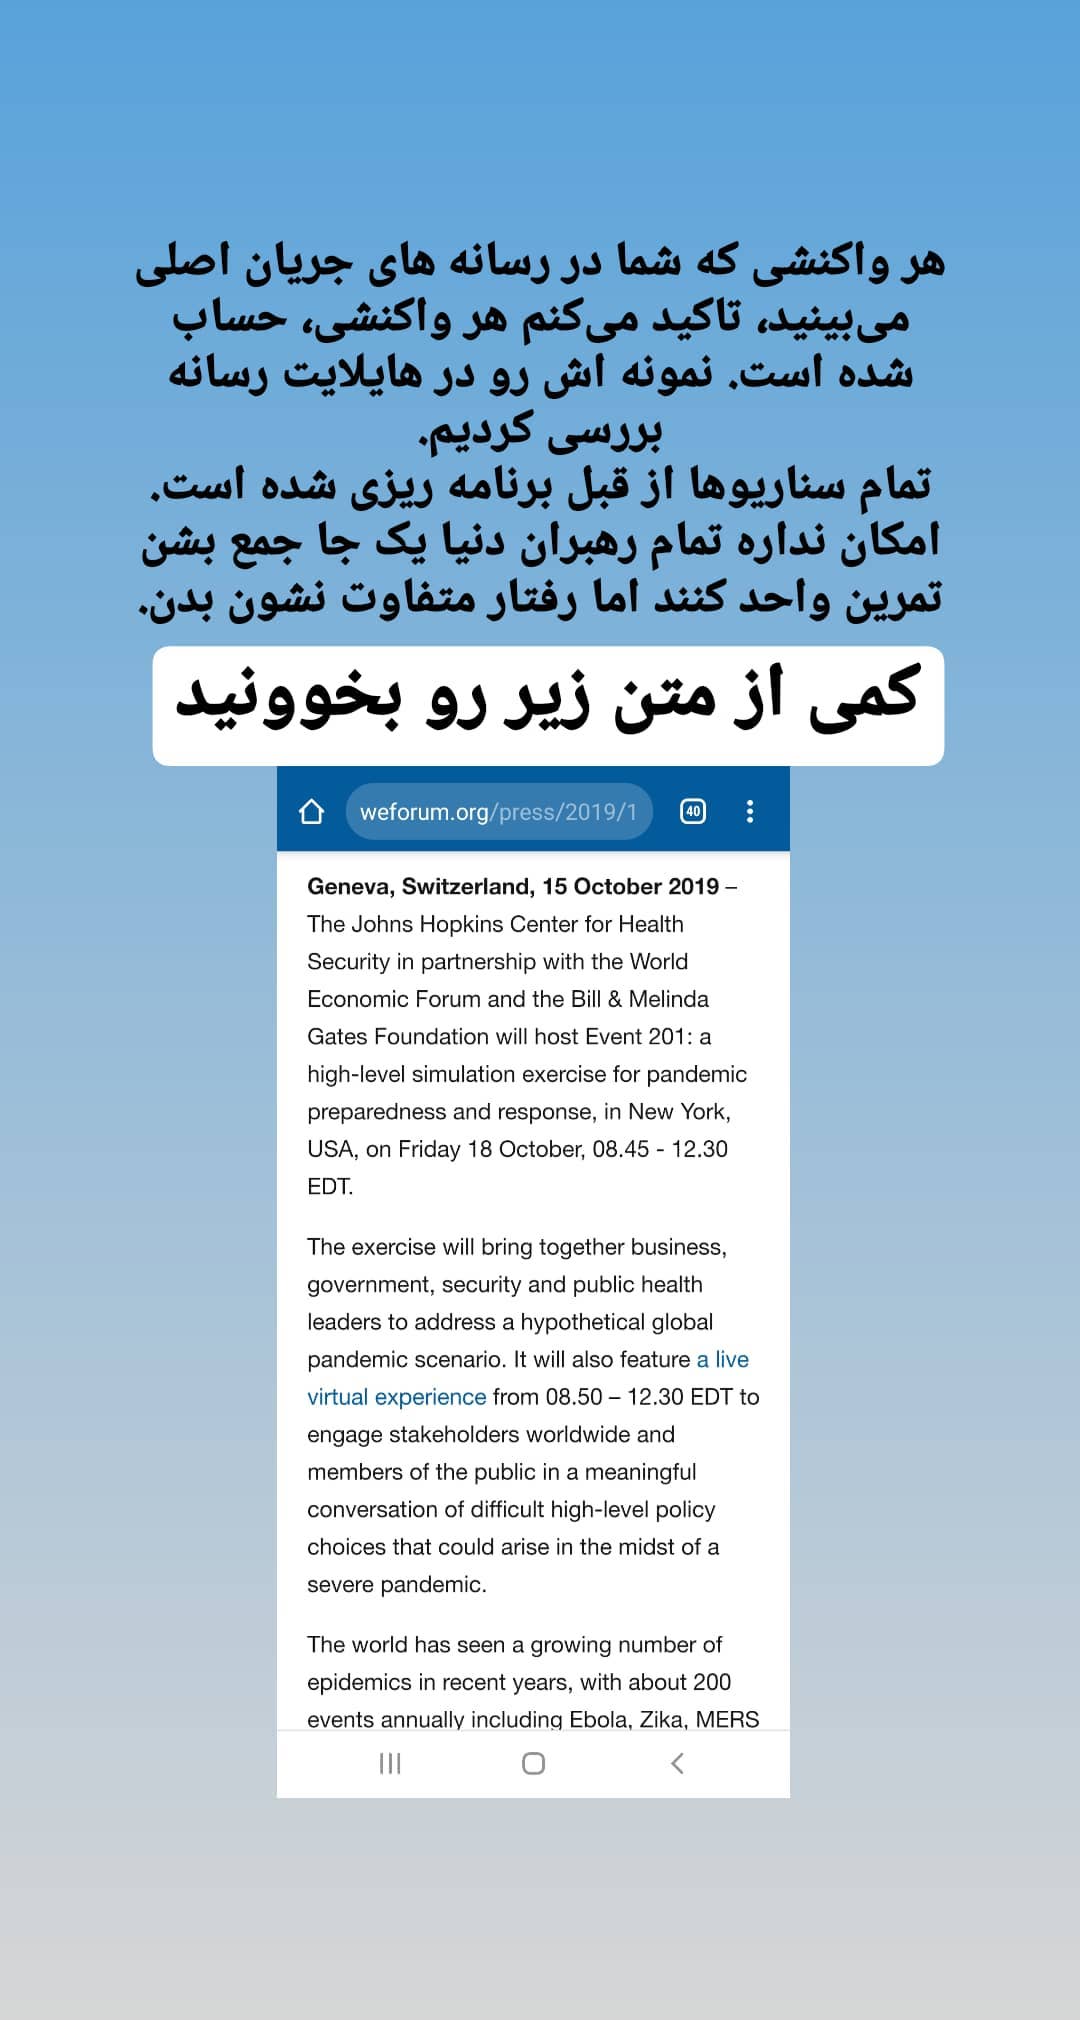 هر واکنشی که شما در رسانه های جریان اصلی
می‌بینید، تاکید می‌کنم هر واکنشی، حساب
شده است. نمونه اش رو در هایلایت رسانه
بررسی کردیم.
تمام سناریوها از قبل برنامه ریزی شده است.
امکان نداره تمام رهبران دنیا یک جا جمع بشن
تمرین واحد کنند اما رفتار متفاوت نشون بدن.
کمی از متن زیر رو بخوونید
weforum.org/press/2019/1
40
Geneva, Switzerland, 15 October 2019 –
The Johns Hopkins Center for Health
Security in partnership with the World
Economic Forum and the Bill & Melinda
Gates Foundation will host Event 201: a
high-level simulation exercise for pandemic
preparedness and response, in New York,
USA, on Friday 18 October, 08.45 - 12.30
EDT.
The exercise will bring together business,
government, security and public health
leaders to address a hypothetical global
pandemic scenario. It will also feature a live
virtual experience from 08.50 – 12.30 EDT to
engage stakeholders worldwide and
members of the public in a meaningful
conversation of difficult high-level policy
choices that could arise in the midst of a
severe pandemic.
The world has seen a growing number of
epidemics in recent years, with about 200
events annually including Ebola, Zika, MERS